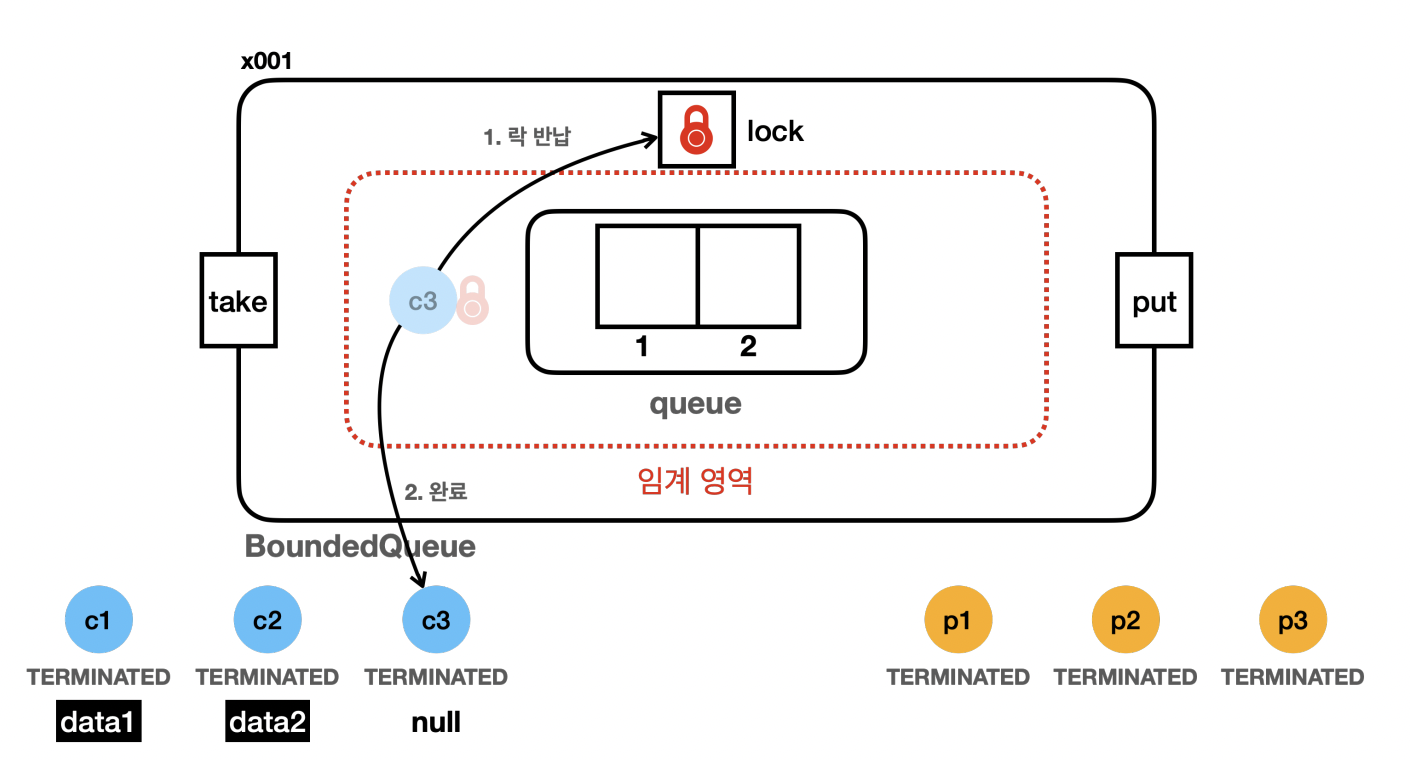 x001
1. 락 반납
lock
take
c3
put
1
2
queue
임계 영역
2. 완료
BoundedQueue
c1
c2
c3
p1
p2
p3
TERMINATED
TERMINATED
TERMINATED
TERMINATED
TERMINATED
TERMINATED
data1
data2
null